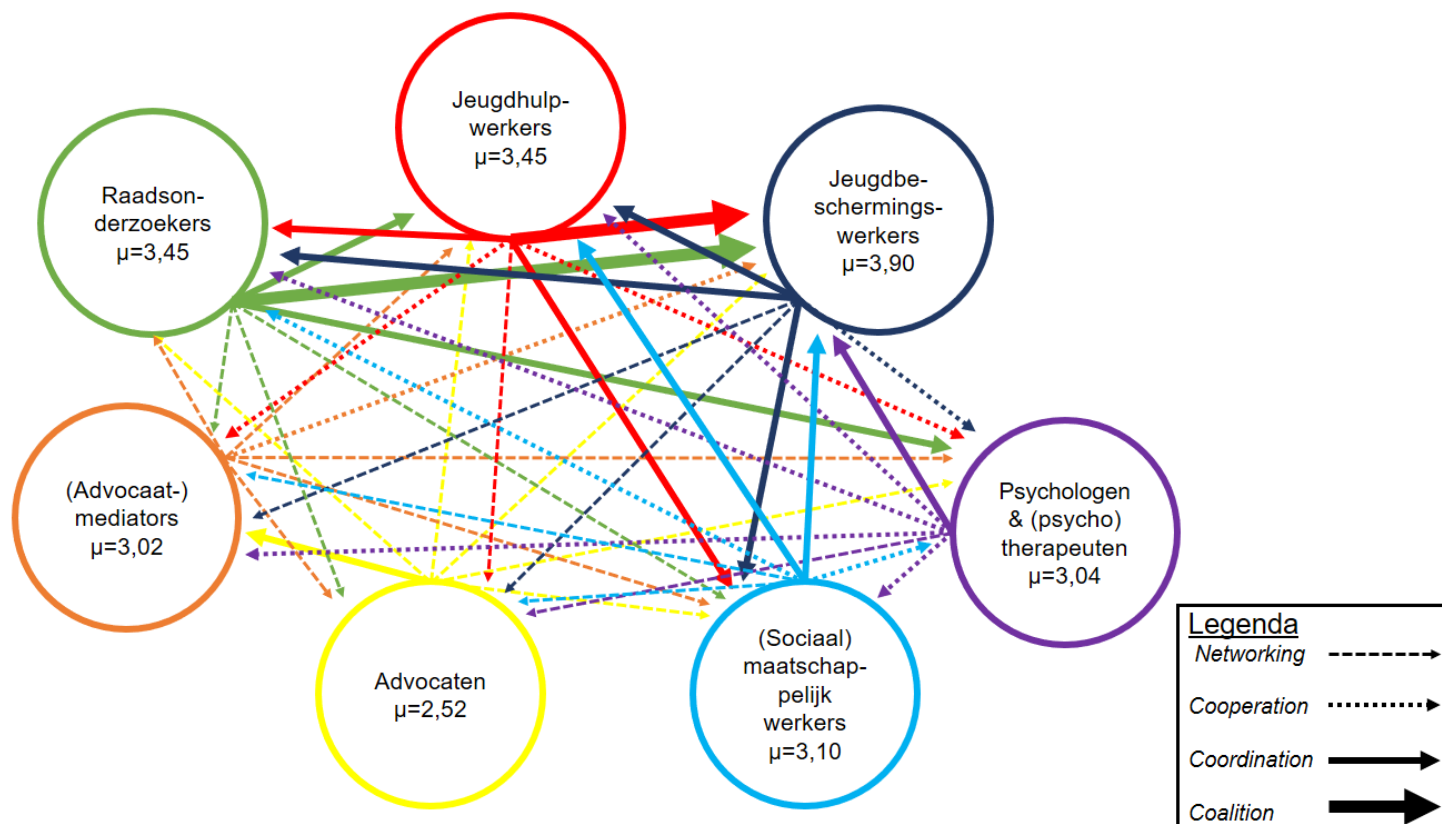 Jeugdhulp-
werkers
µ=3,45
Raadson-
derzoekers
µ=3,45
Jeugdbe-
schermings-
werkers
µ=3,90
(Advocaat-)
mediators
µ=3,02
Psychologen
& (psycho)
therapeuten
µ=3,04
Advocaten
µ=2,52
(Sociaal)
maatschap-
pelijk
werkers
µ=3,10
Legenda
Networking
Cooperation
Coordination
Coalition